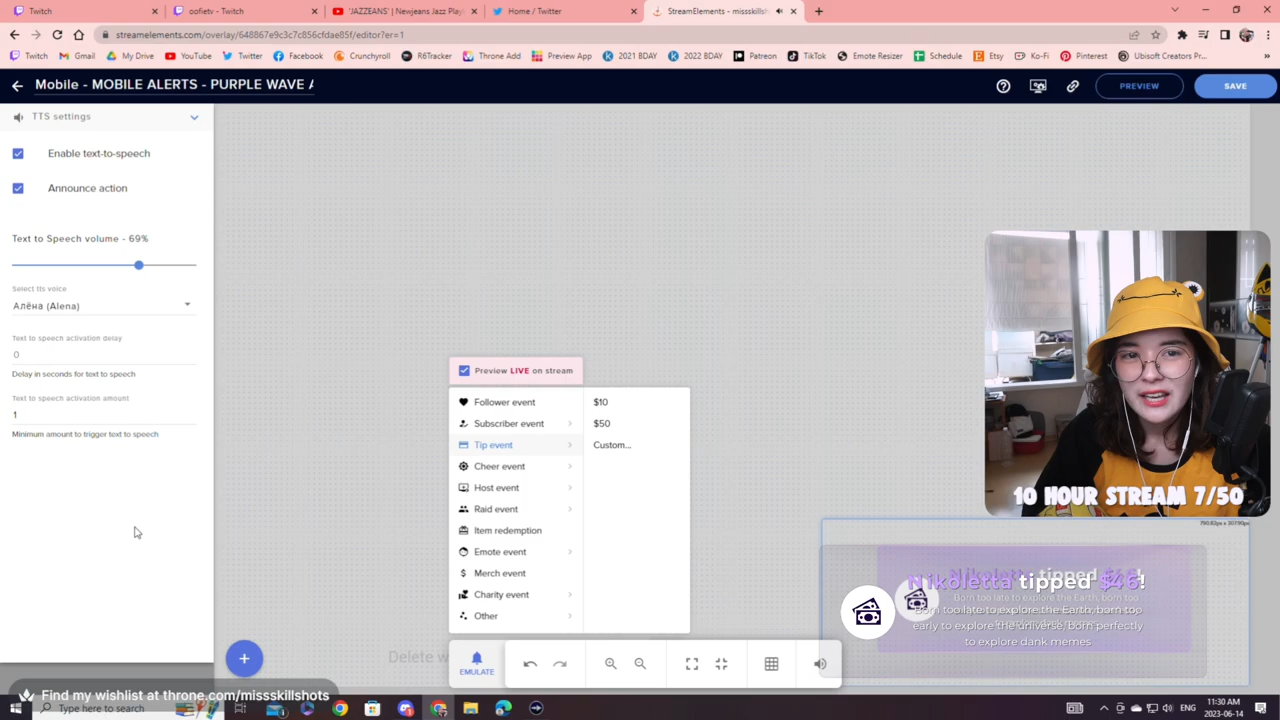 Twitch
oofietv - Twitch
Home / Twitter
StreamElements - missskillsh
streamelements.com/overlay/648867e9c3c7c856cfdae85f/editor?er=1
Twitch Gmail My Drive YouTube Twitter Facebook Crunchyroll R6Tracker Throne Add Preview App 2021 BDAY 2022 BDAY Patreon TikTok Emote Resizer Schedule Etsy Ko-Fi Pinterest Ubisoft Creators Pr...
Mobile - MOBILE ALERTS - PURPLE WAVE A
PREVIEW
SAVE
TTS settings
Enable text-to-speech
Announce action
Text to Speech volume - 69%
Select tts voice
Алёна (Alena)
Text to speech activation delay
0
Delay in seconds for text to speech
Text to speech activation amount
1
Minimum amount to trigger text to speech
Preview LIVE on stream
Follower event
Subscriber event
Tip event
Cheer event
Host event
Raid event
Item redemption
Emote event
Merch event
Charity event
Other
$10
$50
Custom...
EMULATE
Delete w
10 HOUR STREAM 7/50
Nikoletta tipped $46!
Born too late to explore the Earth, born too
early to explore the universe, born perfectly
to explore dank memes.
Find my wishlist at throne.com/missskillshots
Type here to search
ENG
11:30 AM
2023-06-14